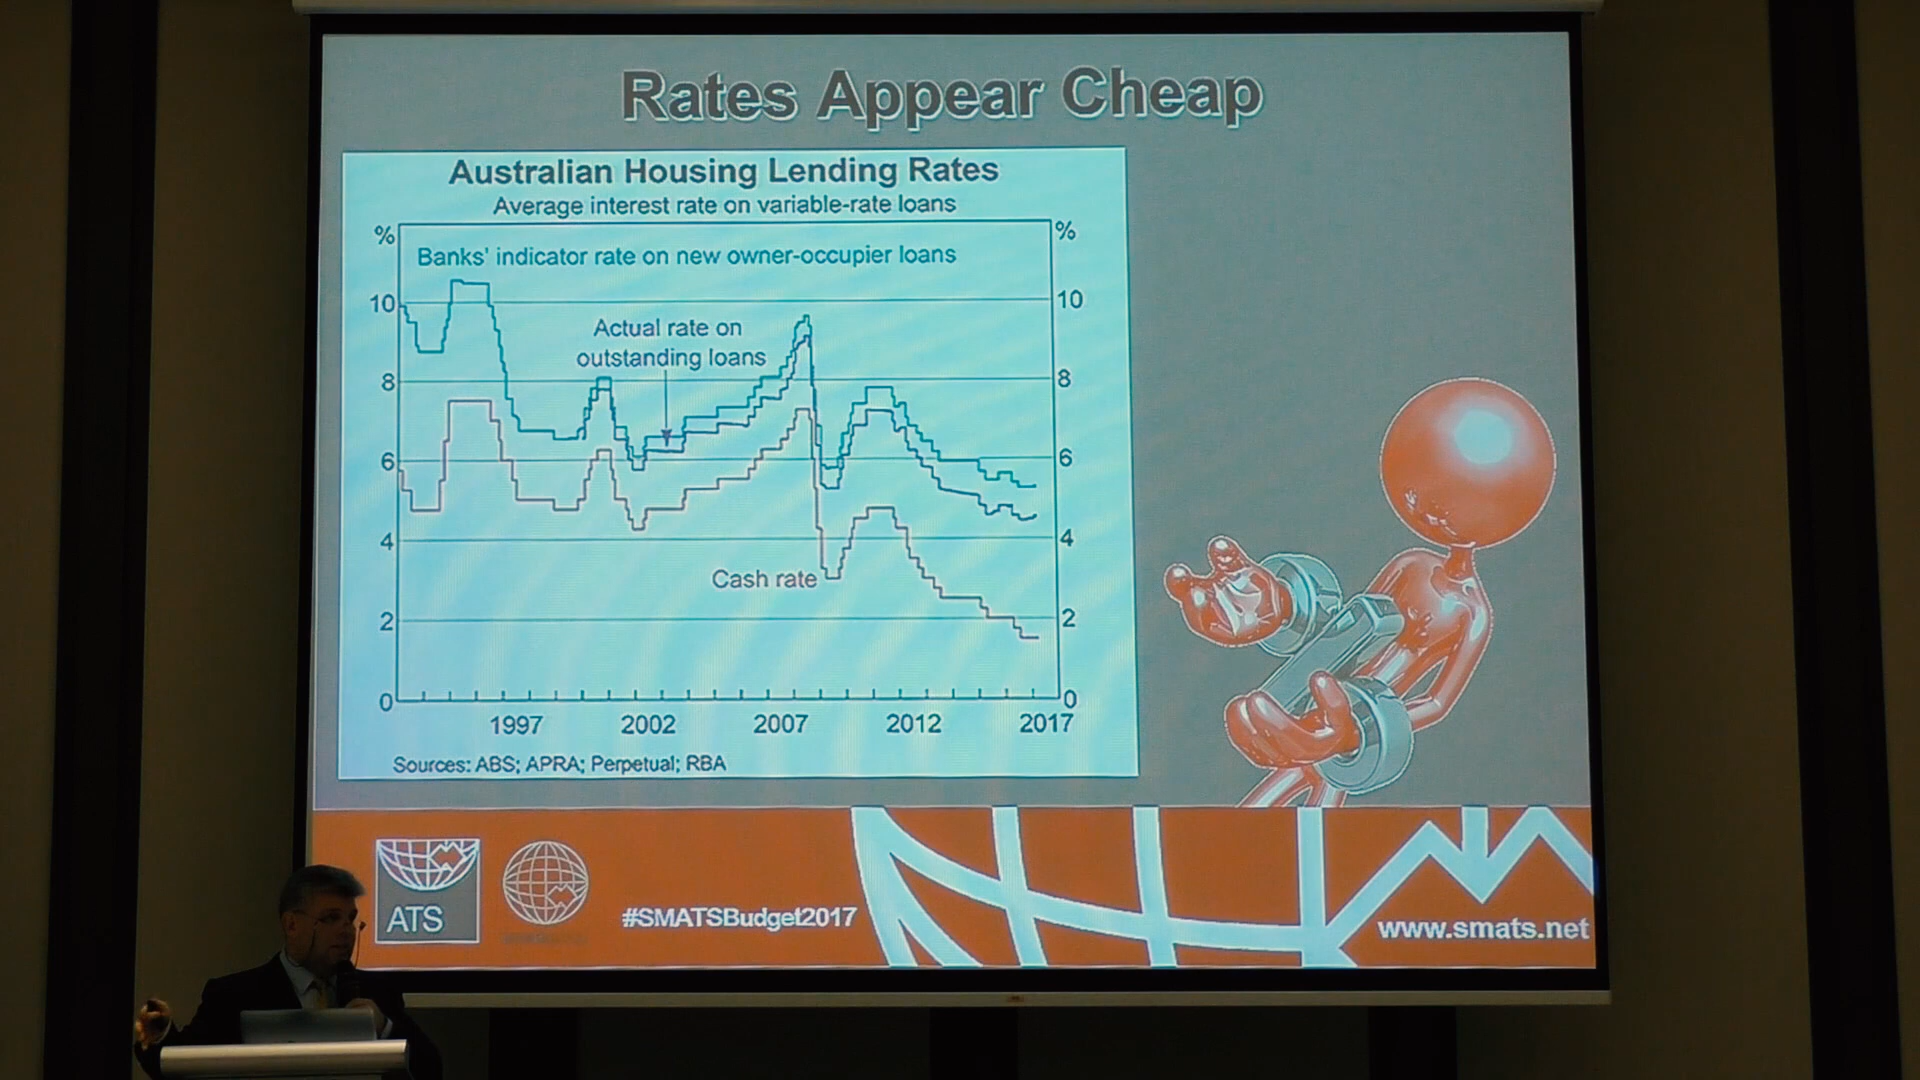 Rates Appear Cheap
Australian Housing Lending Rates
Average interest rate on variable-rate loans
% %
Banks' indicator rate on new owner-occupier loans
10 10
Actual rate on
outstanding loans
8 8
6 6
4 4
Cash rate
2 2
0 0
1997 2002 2007 2012 2017
Sources: ABS; APRA; Perpetual; RBA
ATS
#SMATSBudget2017
www.smats.net